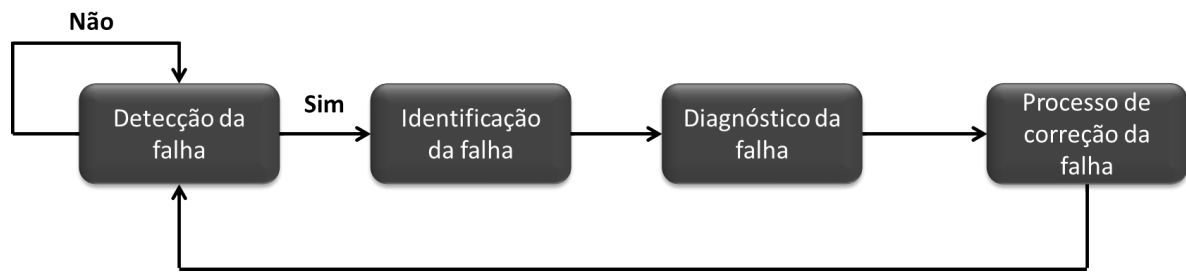 Não
Sim
Detecção da
falha
Identificação
da falha
Diagnóstico da
falha
Processo de
correção da
falha